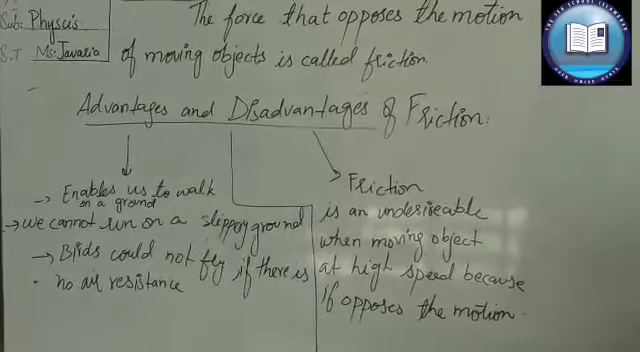 Sub: Physcis
S.T Ms: Javaria
The force that opposes the motion
of moving objects is called friction.
Advantages and Disadvantages of Friction:
→ Enables us to walk
on a ground
→ we cannot run on a slippery ground
→ Birds could not fly if there is
no air resistance
Friction
is an undesireable
when moving object
at high speed because
if opposes the motion.